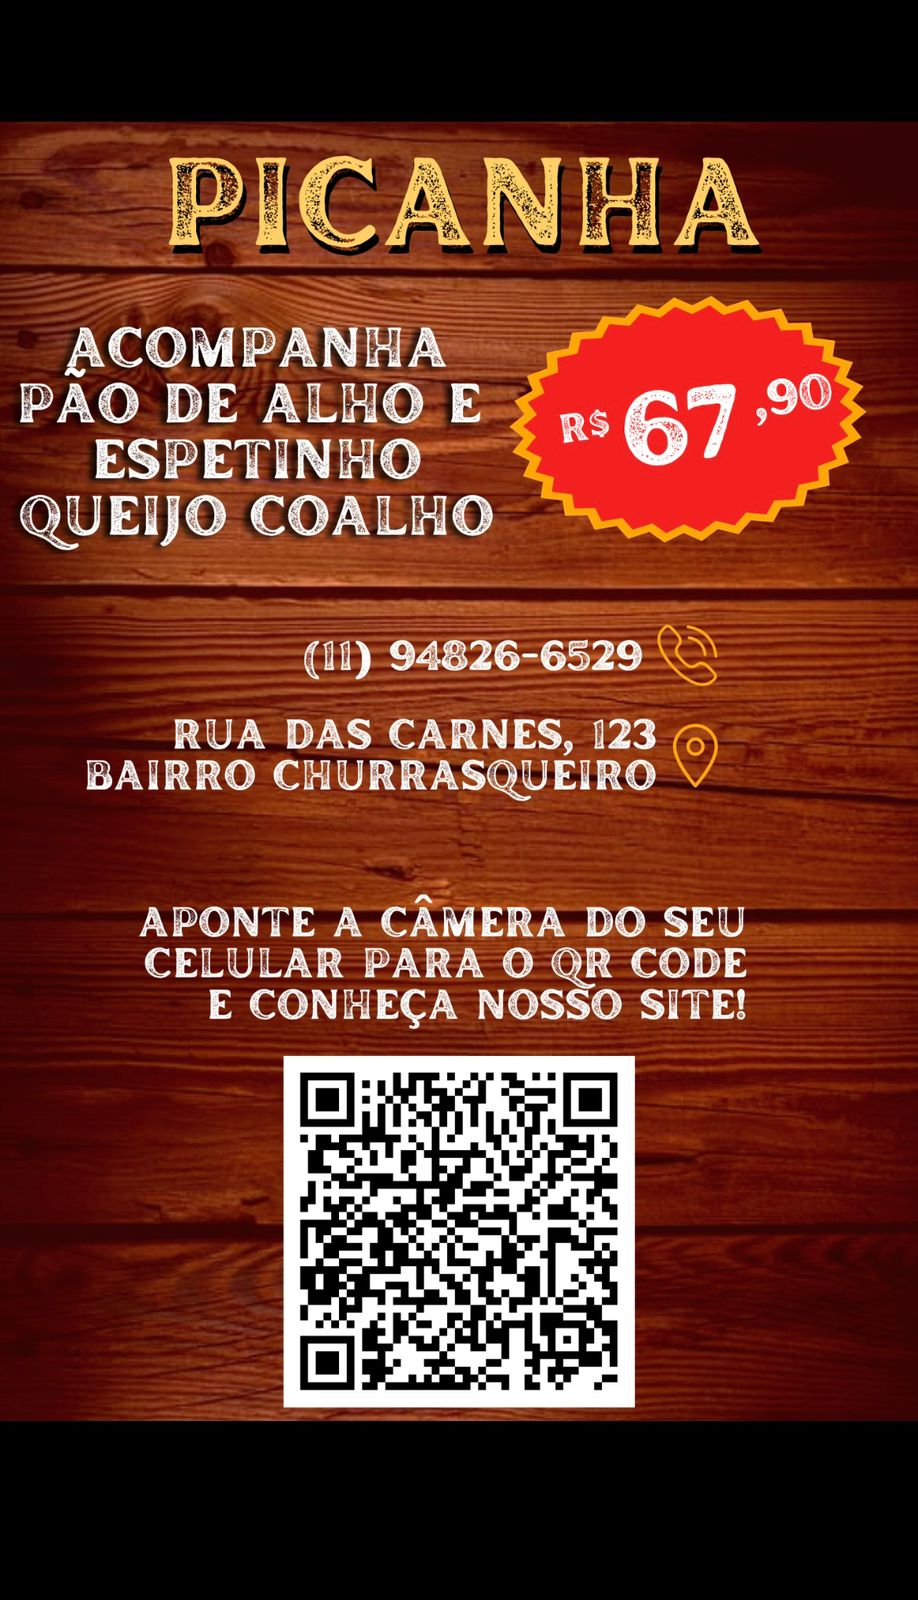 PICANHA
ACOMPANHA
PÃO DE ALHO E
ESPETINHO
QUEIJO COALHO
R$ 67,90
(11) 94826-6529
RUA DAS CARNES, 123
BAIRRO CHURRASQUEIRO
APONTE A CÂMERA DO SEU
CELULAR PARA O QR CODE
E CONHEÇA NOSSO SITE!